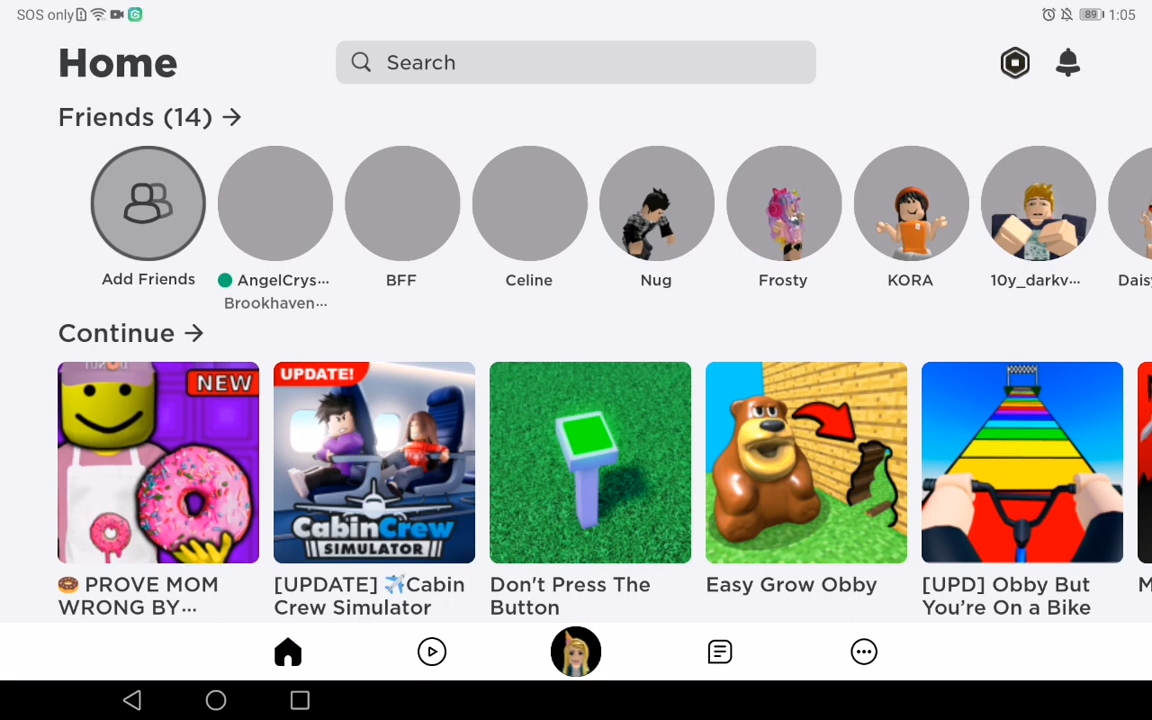 SOS only 89 1:05
Home
Search
Friends (14) →
Add Friends
AngelCrys...
Brookhaven...
BFF
Celine
Nug
Frosty
KORA
10y_darkv...
Dais
Continue →
NEW
UPDATE!
CabinCrew
SIMULATOR
🍩 PROVE MOM
WRONG BY...
[UPDATE] ✈️Cabin
Crew Simulator
Don't Press The
Button
Easy Grow Obby
[UPD] Obby But
You're On a Bike
M